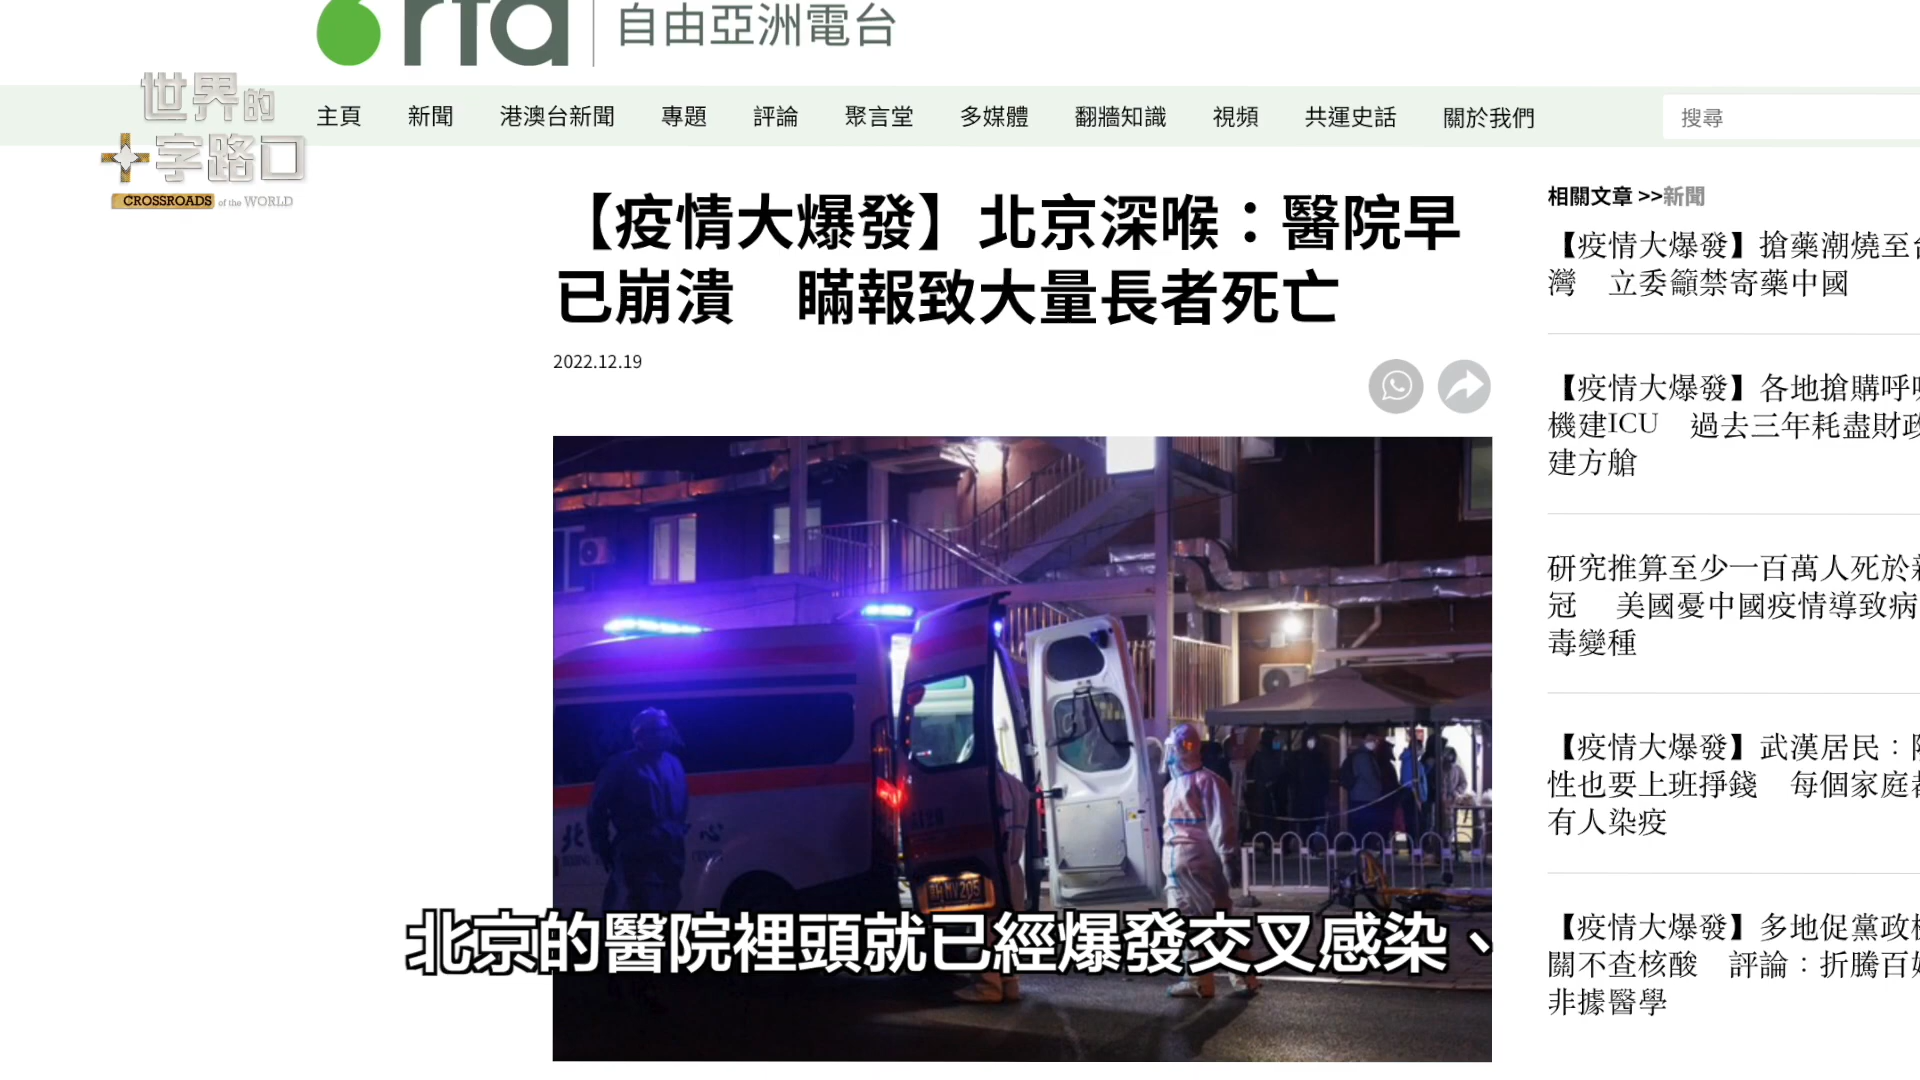 rfa
自由亞洲電台
世界的
十字路口
CROSSROADS of the WORLD
主頁 新聞 港澳台新聞 專題 評論 聚言堂 多媒體 翻牆知識 視頻 共運史話 關於我們
搜尋
【疫情大爆發】北京深喉：醫院早
已崩潰　瞞報致大量長者死亡
2022.12.19
相關文章 >>新聞
【疫情大爆發】搶藥潮燒至台
灣　立委籲禁寄藥中國
【疫情大爆發】各地搶購呼吸
機建ICU　過去三年耗盡財政
建方艙
研究推算至少一百萬人死於新
冠　美國憂中國疫情導致病
毒變種
【疫情大爆發】武漢居民：陽
性也要上班掙錢　每個家庭都
有人染疫
【疫情大爆發】多地促黨政機
關不查核酸　評論：折騰百姓
非據醫學
北京的醫院裡頭就已經爆發交叉感染、